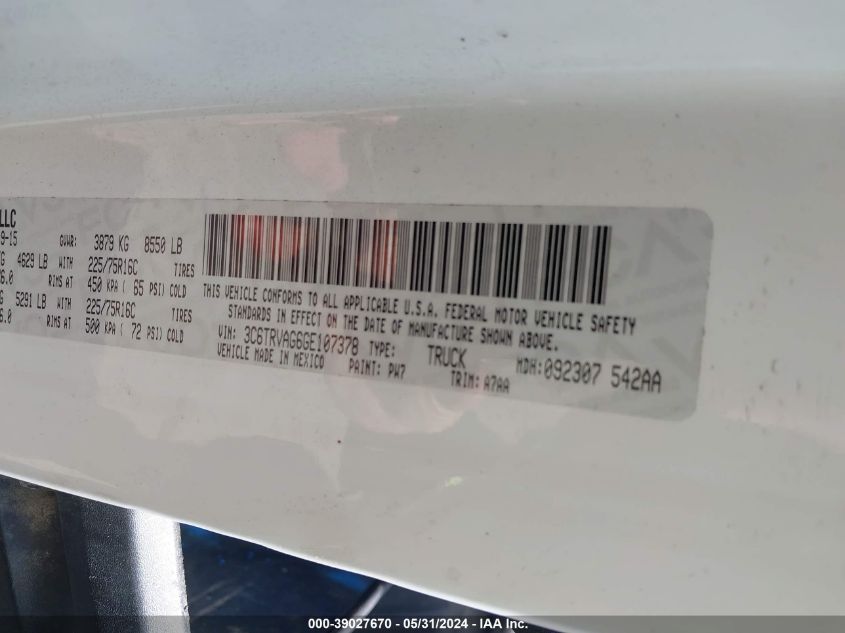 LLC
9-15 GVWR: 3879 KG 8550 LB
G 4629 LB WITH 225/75R16C TIRES
6.0 RIMS AT 450 KPA ( 65 PSI) COLD
G 5291 LB WITH 225/75R16C TIRES
6.0 RIMS AT 500 KPA ( 72 PSI) COLD
THIS VEHICLE CONFORMS TO ALL APPLICABLE U.S.A. FEDERAL MOTOR VEHICLE SAFETY
STANDARDS IN EFFECT ON THE DATE OF MANUFACTURE SHOWN ABOVE.
VIN: 3C6TRVAG6GE107378 TYPE: TRUCK MDH:092307 542AA
VEHICLE MADE IN MEXICO PAINT: PW7 TRIM: A7AA
000-39027670 - 05/31/2024 - IAA Inc.